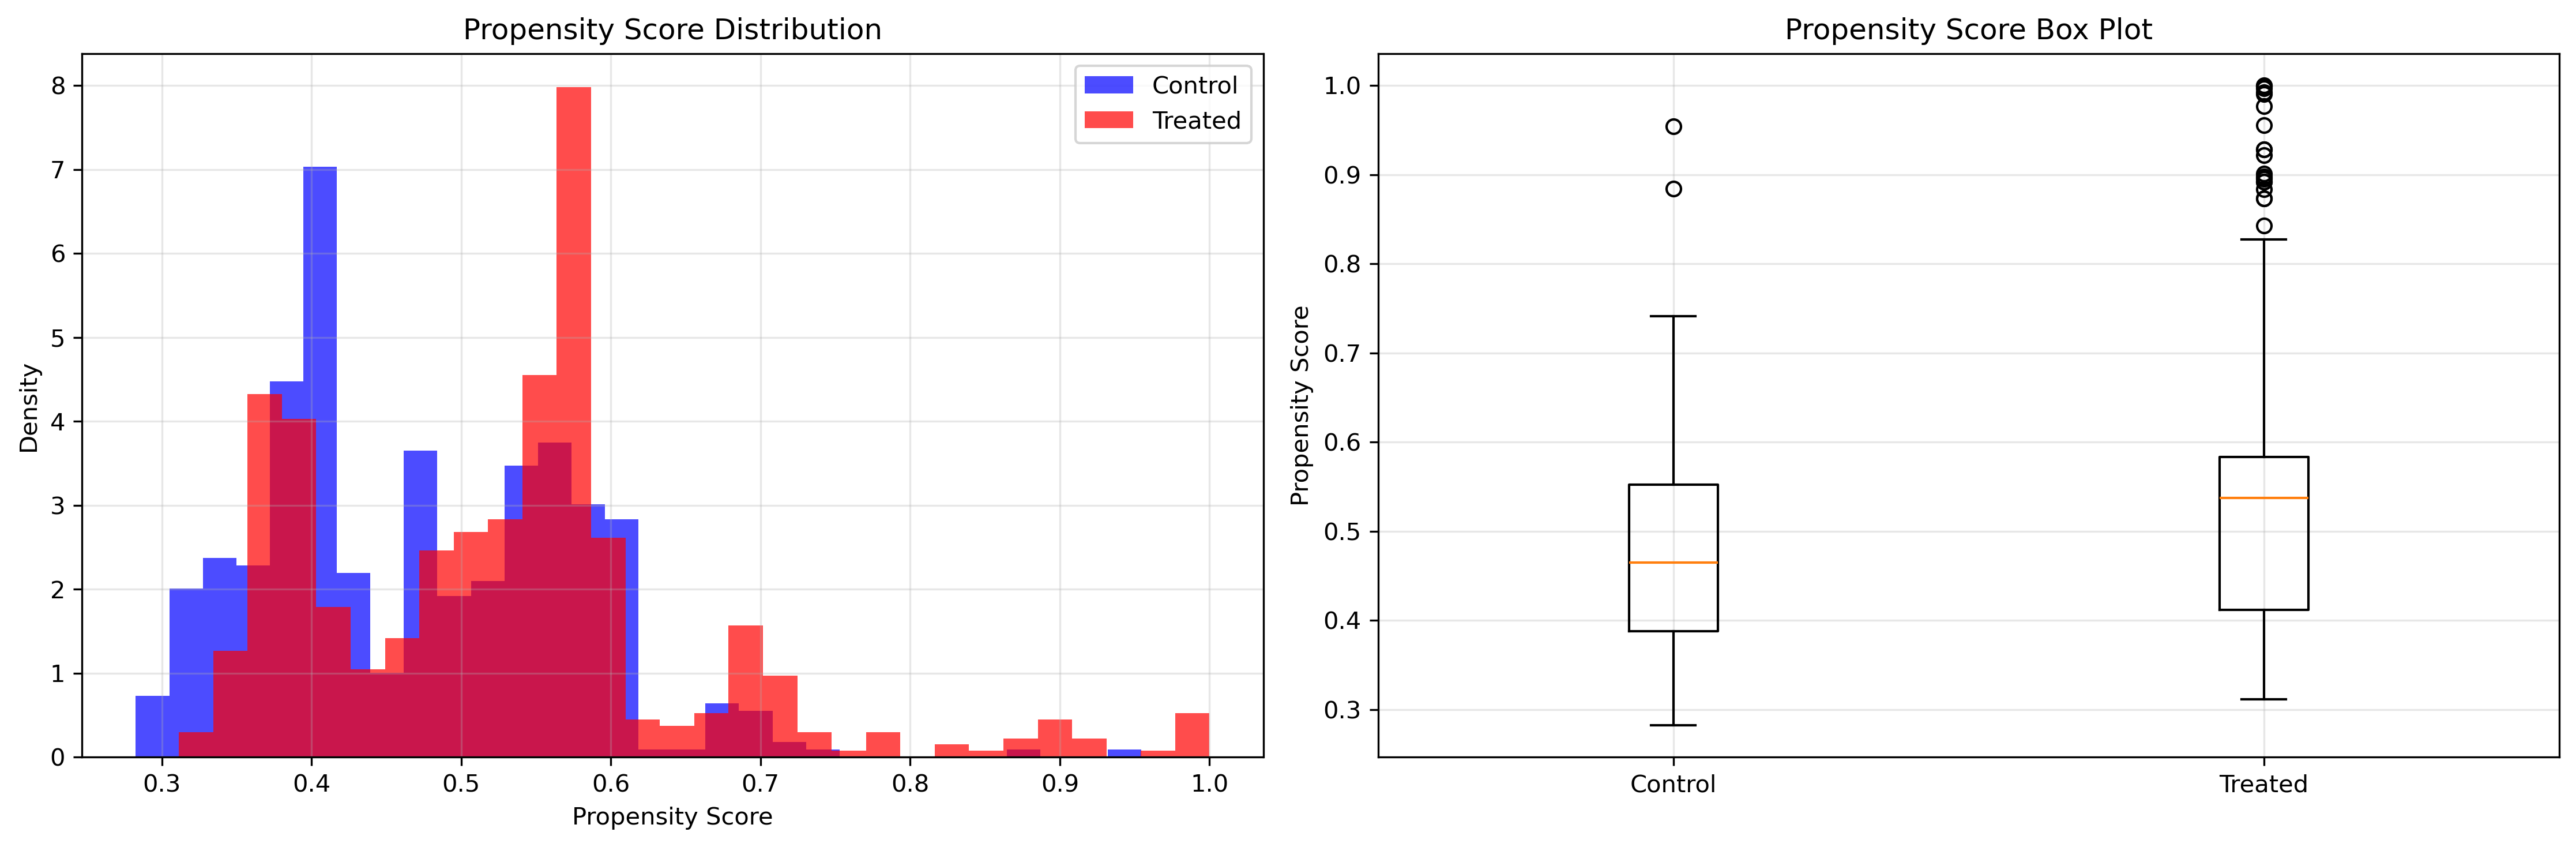 Propensity Score Distribution
Control
Treated
Density
8
7
6
5
4
3
2
1
0
0.3 0.4 0.5 0.6 0.7 0.8 0.9 1.0
Propensity Score
Propensity Score Box Plot
Propensity Score
1.0
0.9
0.8
0.7
0.6
0.5
0.4
0.3
Control Treated